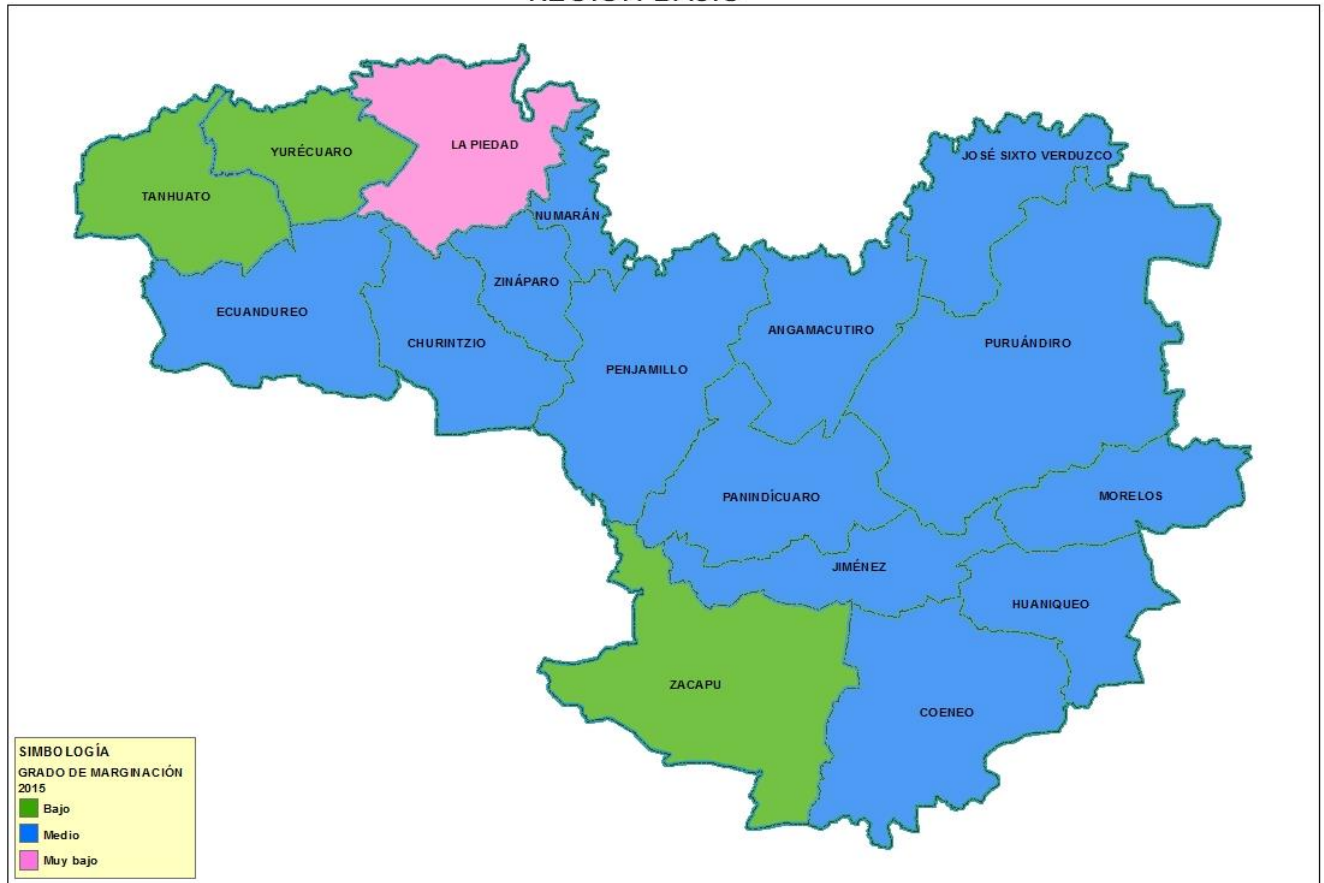 LA PIEDAD
YURÉCUARO
JOSÉ SIXTO VERDUZCO
TANHUATO
NUMARÁN
ZINÁPARO
ECUANDUREO
ANGAMACUTIRO
CHURINTZIO
PURUÁNDIRO
PENJAMILLO
PANINDÍCUARO
MORELOS
JIMÉNEZ
HUANIQUEO
ZACAPU
COENEO
SIMBOLOGÍA
GRADO DE MARGINACIÓN
2015
Bajo
Medio
Muy bajo